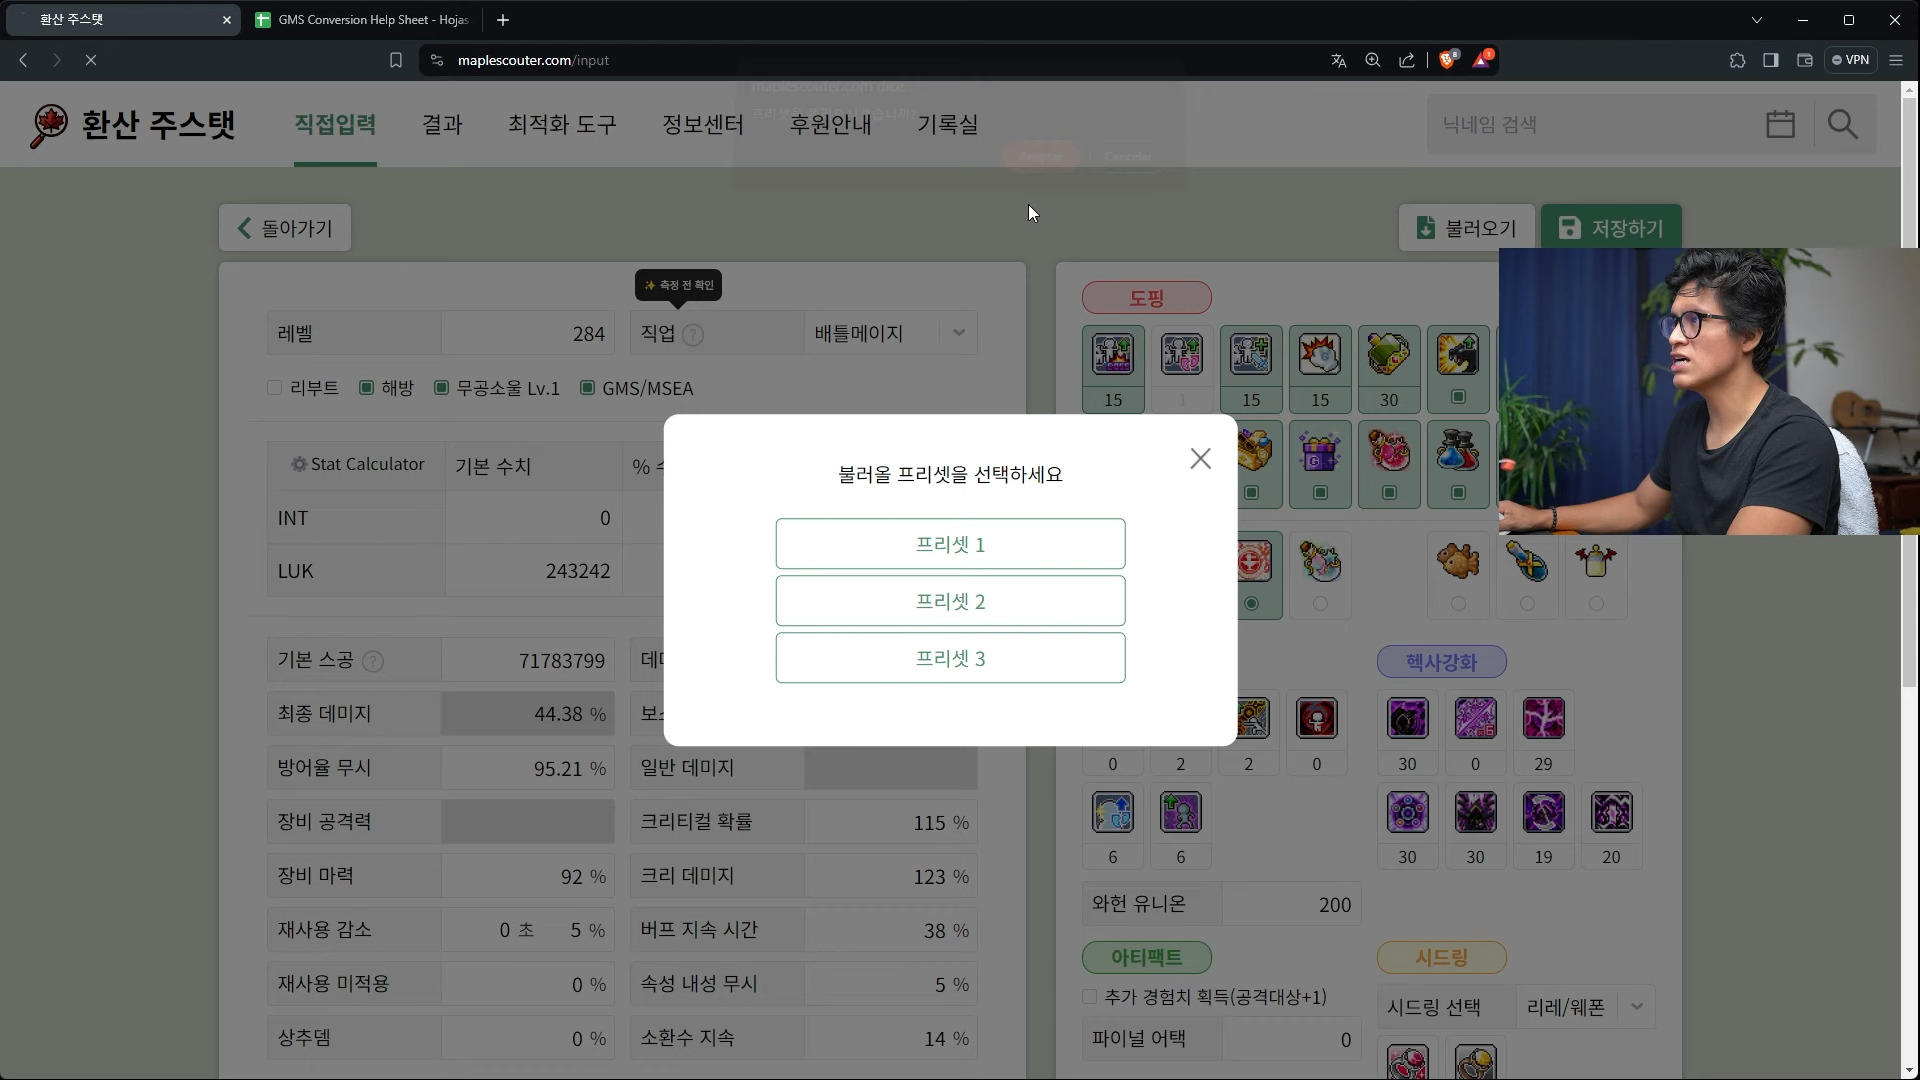 환산 주스탯
GMS Conversion Help Sheet - Hojas
maplescouter.com/input
VPN
maplescouter.com dice
Aceptar
Cancelar
환산 주스탯
직접입력
결과
최적화 도구
정보센터
후원안내
기록실
닉네임 검색
돌아가기
불러오기
저장하기
측정 전 확인
레벨
284
직업
배틀메이지
리부트
해방
무공소울 Lv.1
GMS/MSEA
Stat Calculator
기본 수치
INT
0
LUK
243242
기본 스공
71783799
최종 데미지
44.38 %
방어율 무시
95.21 %
일반 데미지
장비 공격력
크리티컬 확률
115 %
장비 마력
92 %
크리 데미지
123 %
재사용 감소
0 초
5 %
버프 지속 시간
38 %
재사용 미적용
0 %
속성 내성 무시
5 %
상추뎀
0 %
소환수 지속
14 %
불러올 프리셋을 선택하세요
프리셋 1
프리셋 2
프리셋 3
도핑
15
1
15
15
30
헥사강화
0
2
2
0
30
0
29
6
6
30
30
19
20
와헌 유니온
200
아티팩트
시드링
추가 경험치 획득(공격대상+1)
시드링 선택
리레/웨폰
파이널 어택
0